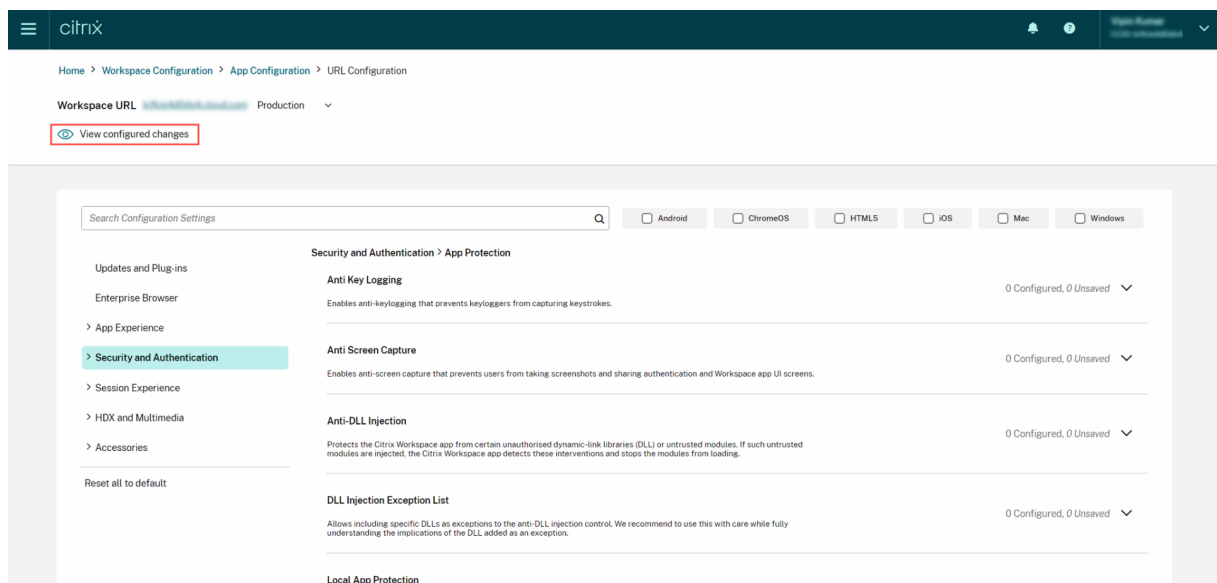 citrix
Home > Workspace Configuration > App Configuration > URL Configuration
Workspace URL Production
View configured changes
Search Configuration Settings
Android ChromeOS HTML5 iOS Mac Windows
Updates and Plug-ins
Enterprise Browser
> App Experience
> Security and Authentication
> Session Experience
> HDX and Multimedia
> Accessories
Reset all to default
Security and Authentication > App Protection
Anti Key Logging
Enables anti-keylogging that prevents keyloggers from capturing keystrokes.
0 Configured, 0 Unsaved
Anti Screen Capture
Enables anti-screen capture that prevents users from taking screenshots and sharing authentication and Workspace app UI screens.
0 Configured, 0 Unsaved
Anti-DLL Injection
Protects the Citrix Workspace app from certain unauthorised dynamic-link libraries (DLL) or untrusted modules. If such untrusted
modules are injected, the Citrix Workspace app detects these interventions and stops the modules from loading.
0 Configured, 0 Unsaved
DLL Injection Exception List
Allows including specific DLLs as exceptions to the anti-DLL injection control. We recommend to use this with care while fully
understanding the implications of the DLL added as an exception.
0 Configured, 0 Unsaved
Local App Protection